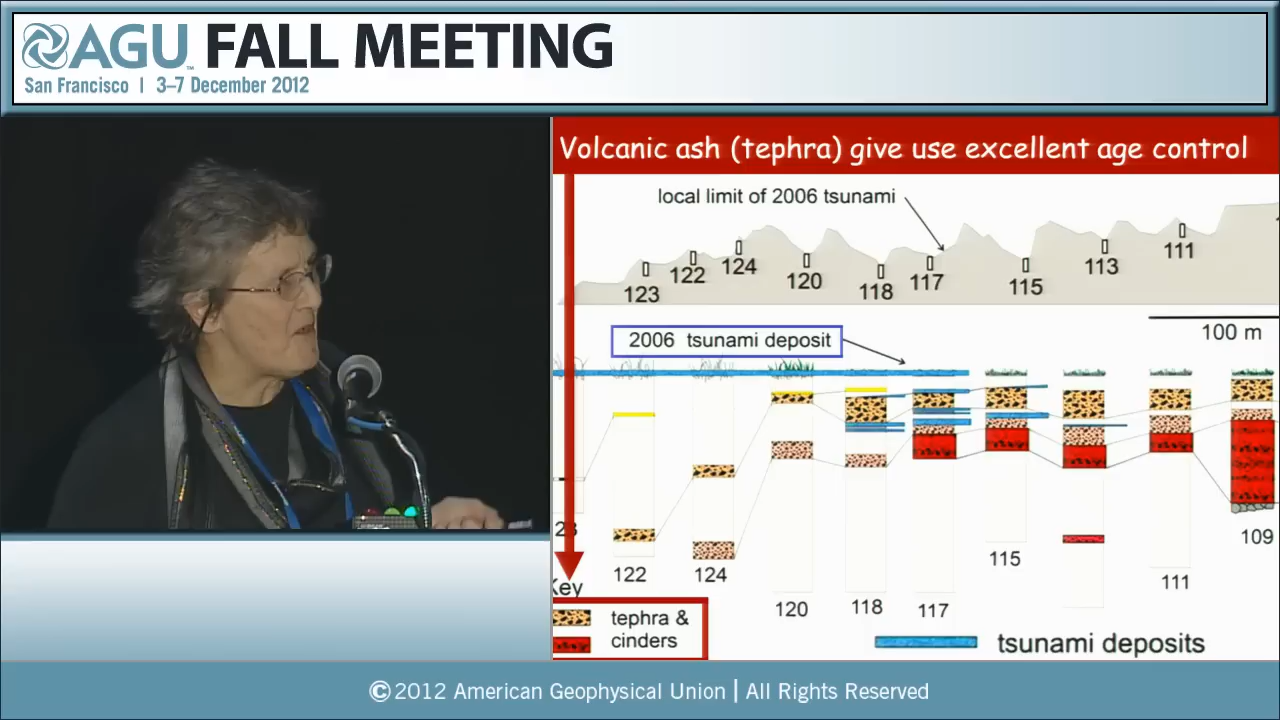 AGU FALL MEETING
San Francisco | 3–7 December 2012
Volcanic ash (tephra) give use excellent age control
local limit of 2006 tsunami
123
122
124
120
118
117
115
113
111
100 m
2006 tsunami deposit
23
122
124
120
118
117
115
111
109
Key
tephra &
cinders
tsunami deposits
©2012 American Geophysical Union | All Rights Reserved